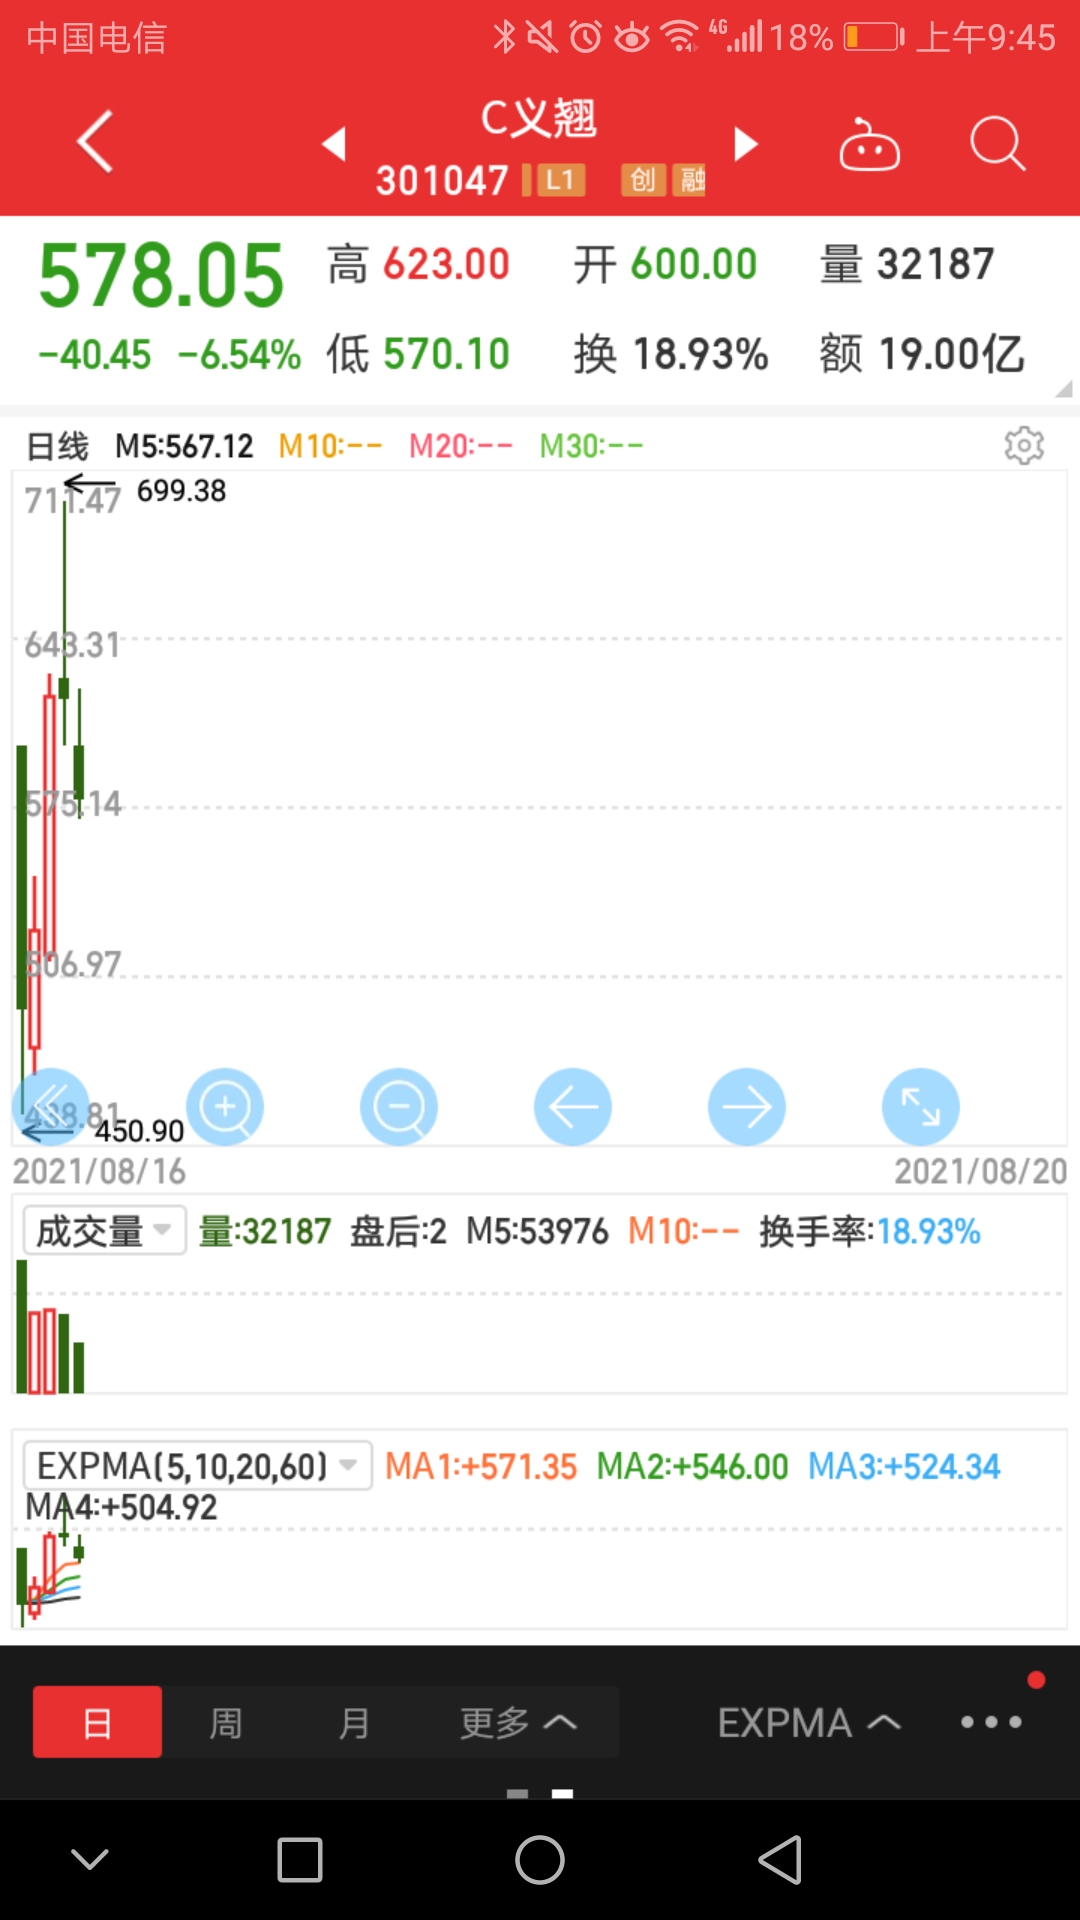 中国电信 4G 18% 上午9:45
C义翘
301047 L1 创 融
578.05 高 623.00 开 600.00 量 32187
-40.45 -6.54% 低 570.10 换 18.93% 额 19.00亿
日线 M5:567.12 M10:-- M20:-- M30:--
711.47 699.38
643.31
575.14
506.97
438.81
450.90
2021/08/16 2021/08/20
成交量 量:32187 盘后:2 M5:53976 M10:-- 换手率:18.93%
EXPMA(5,10,20,60) MA1:+571.35 MA2:+546.00 MA3:+524.34
MA4:+504.92
日 周 月 更多 EXPMA